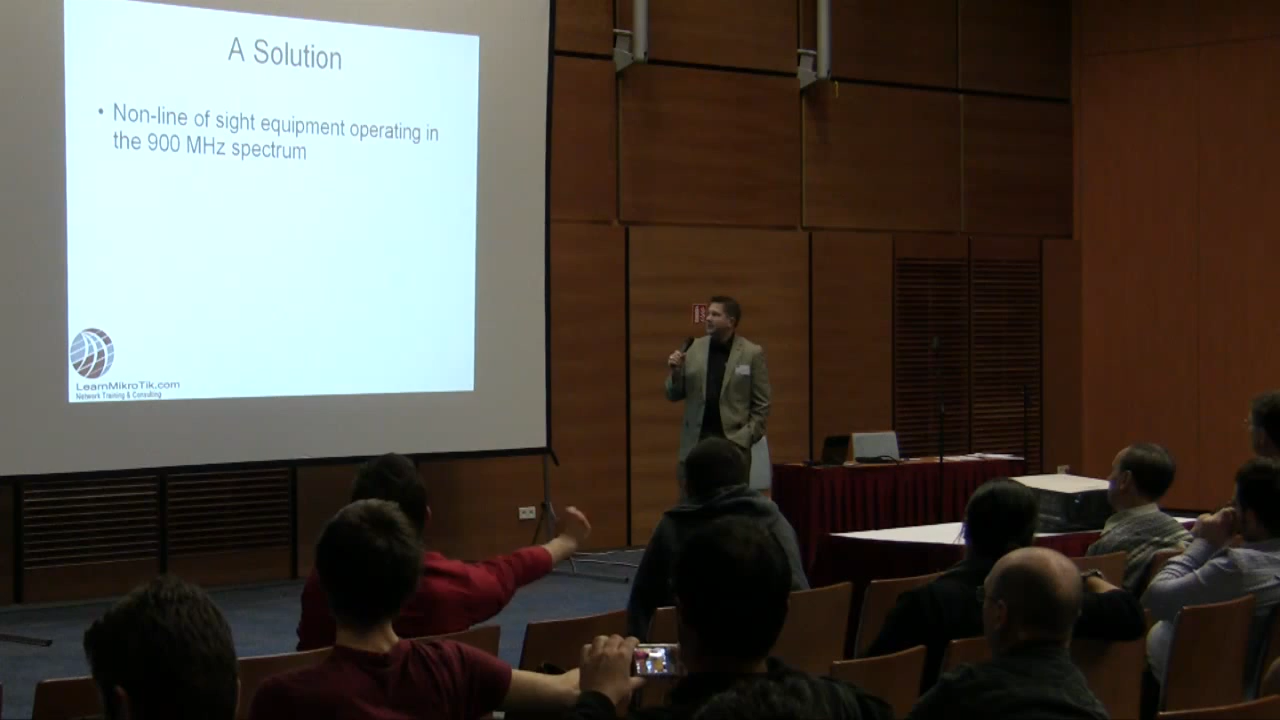 A Solution
• Non-line of sight equipment operating in
the 900 MHz spectrum
LearnMikroTik.com
Network Training & Consulting